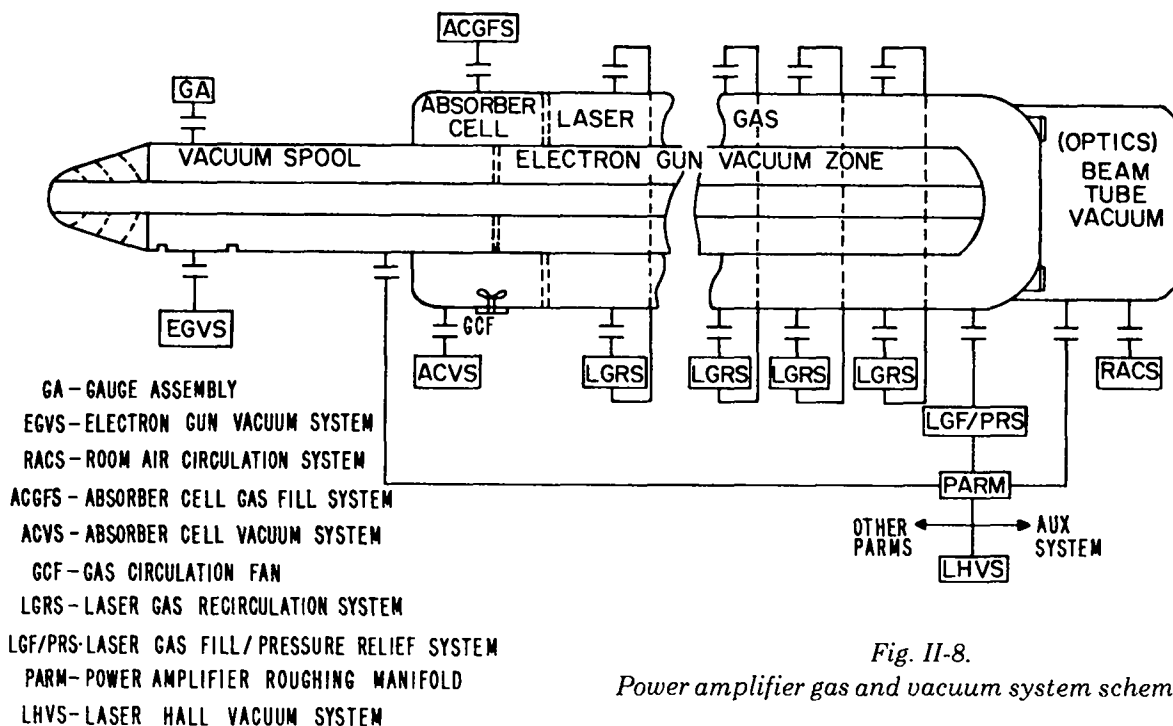 ACGFS
GA
ABSORBER
CELL
LASER
GAS
VACUUM SPOOL
ELECTRON GUN VACUUM ZONE
(OPTICS)
BEAM
TUBE
VACUUM
EGVS
GCF
ACVS
LGRS
LGRS
LGRS
LGRS
RACS
LGF/PRS
PARM
OTHER
PARMS
AUX
SYSTEM
LHVS
GA-GAUGE ASSEMBLY
EGVS-ELECTRON GUN VACUUM SYSTEM
RACS-ROOM AIR CIRCULATION SYSTEM
ACGFS-ABSORBER CELL GAS FILL SYSTEM
ACVS-ABSORBER CELL VACUUM SYSTEM
GCF-GAS CIRCULATION FAN
LGRS-LASER GAS RECIRCULATION SYSTEM
LGF/PRS-LASER GAS FILL/PRESSURE RELIEF SYSTEM
PARM-POWER AMPLIFIER ROUGHING MANIFOLD
LHVS-LASER HALL VACUUM SYSTEM
Fig. II-8.
Power amplifier gas and vacuum system schem